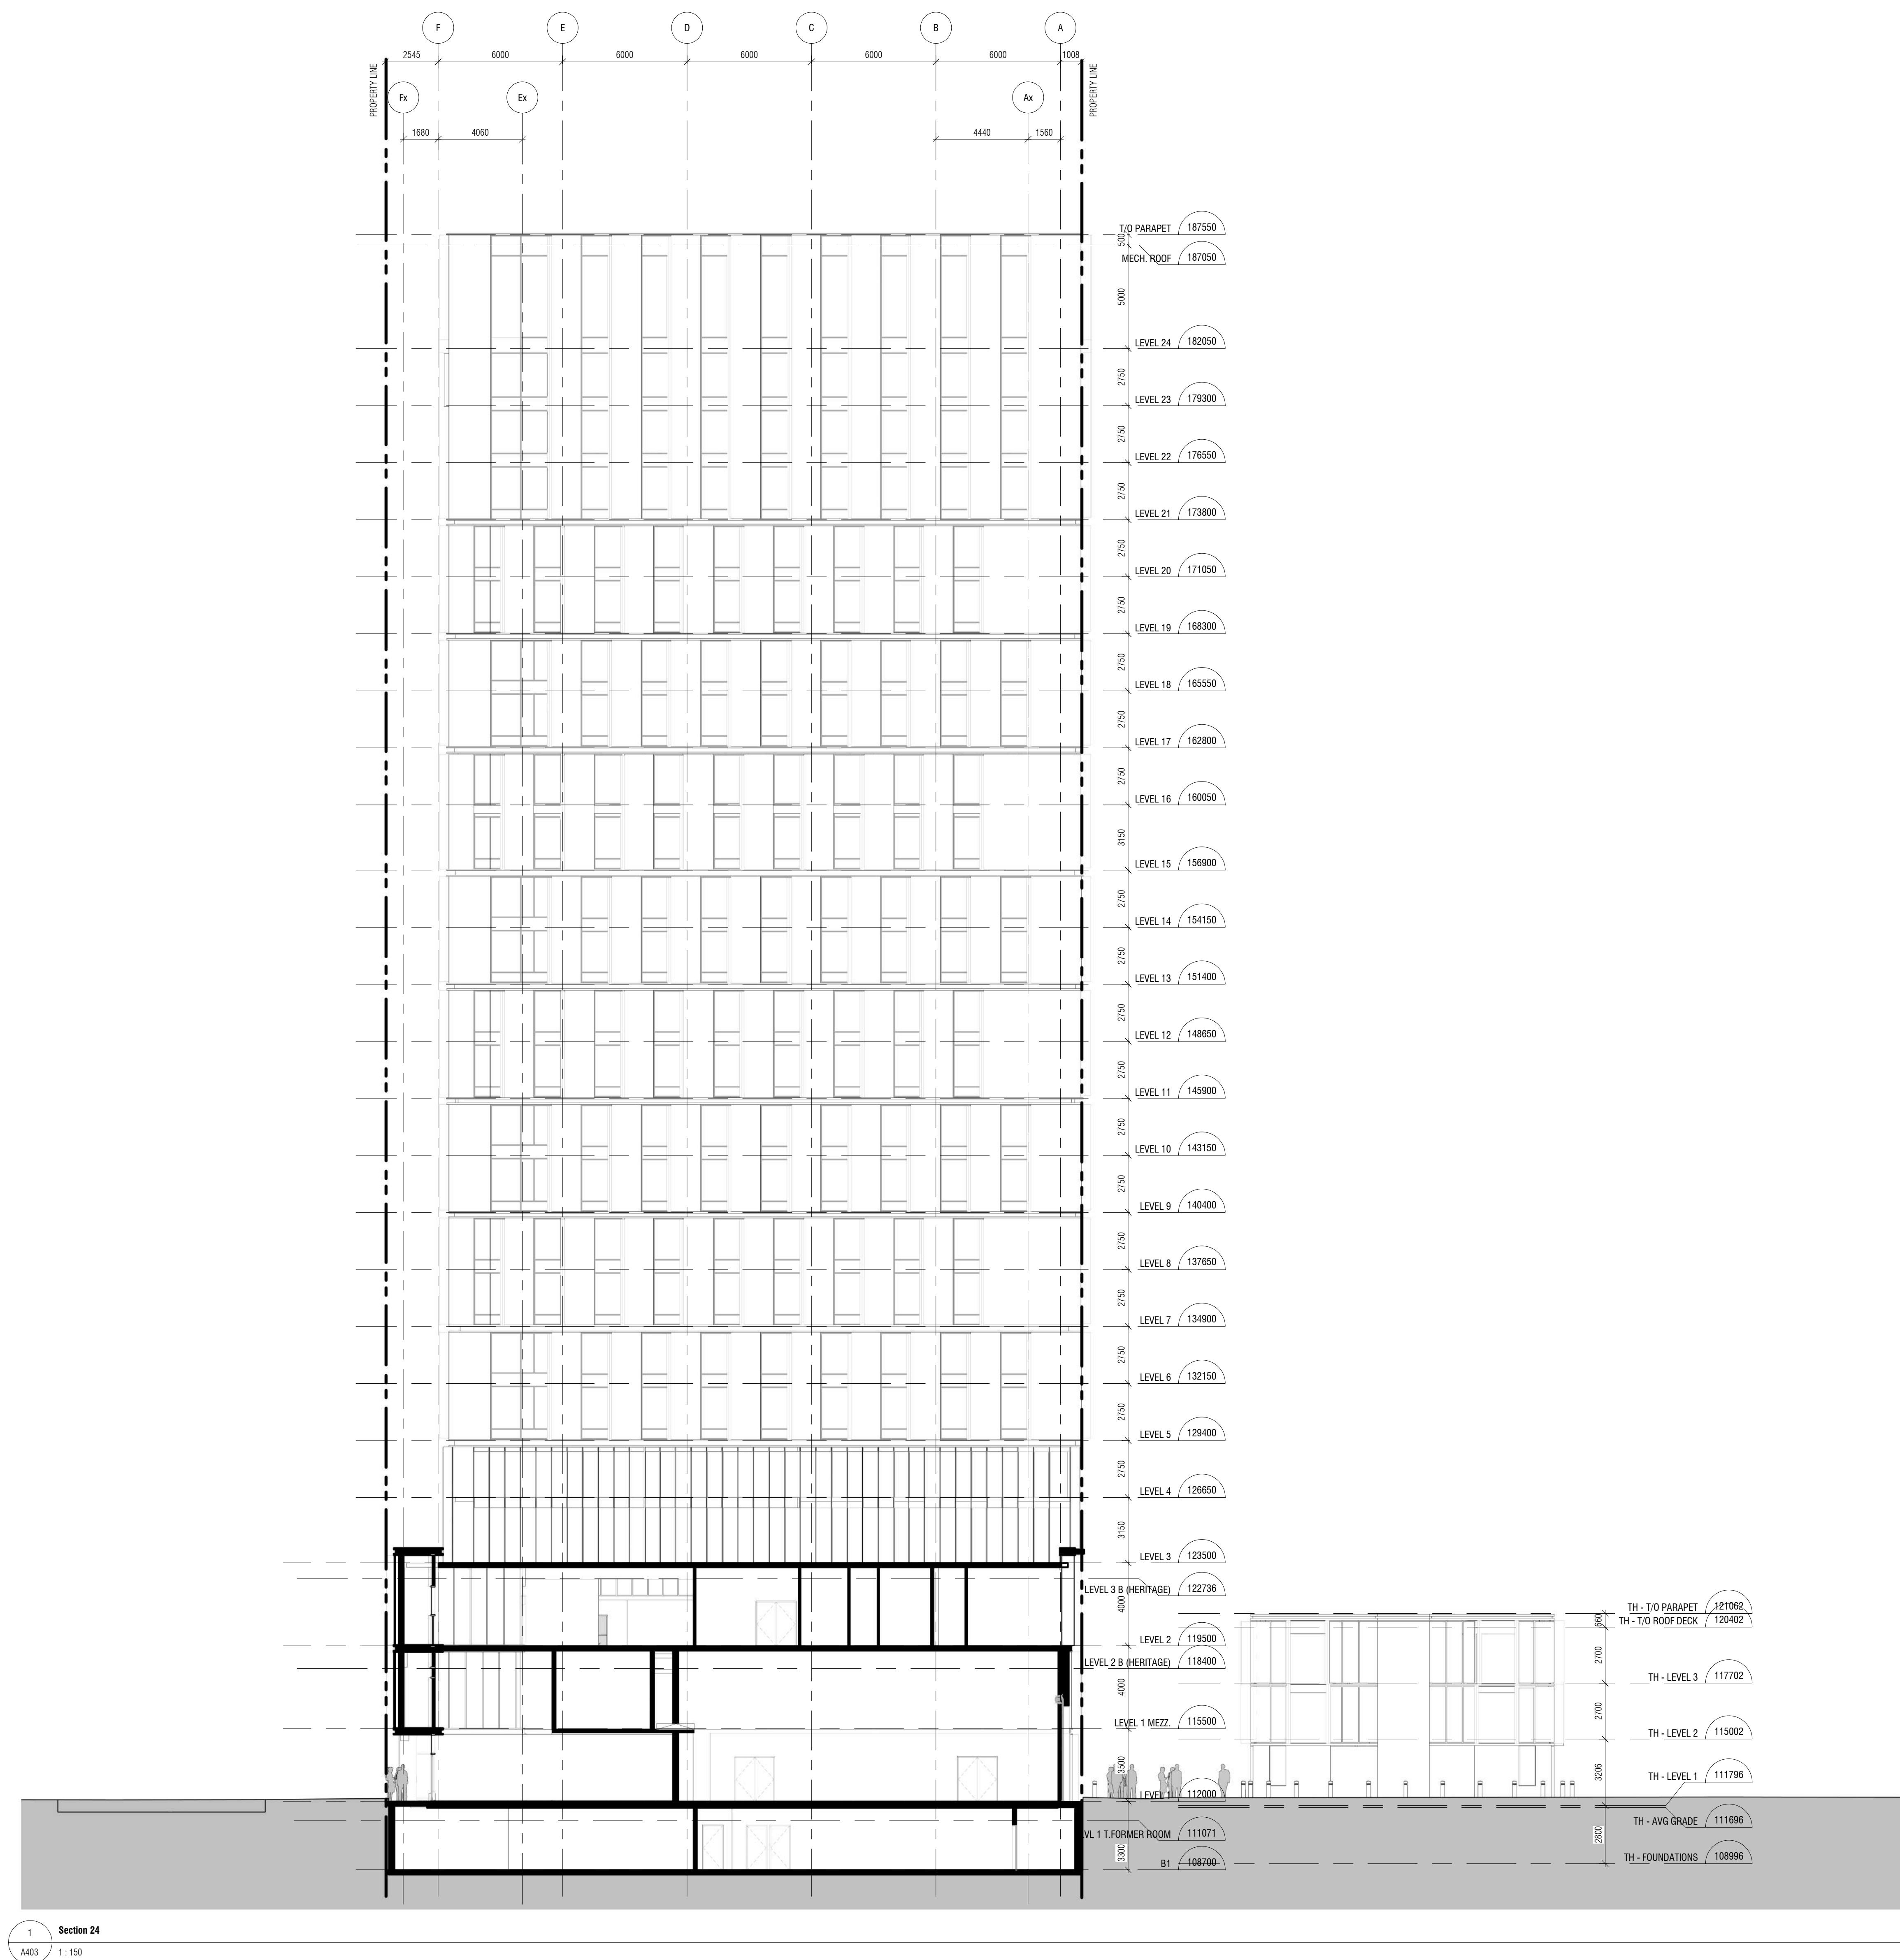 F E D C B A
2545 6000 6000 6000 6000 6000 1008
PROPERTY LINE
PROPERTY LINE
Fx Ex Ax
1680 4060 4440 1560
T/O PARAPET 187550
500
MECH. ROOF 187050
5000
LEVEL 24 182050
2750
LEVEL 23 179300
2750
LEVEL 22 176550
2750
LEVEL 21 173800
2750
LEVEL 20 171050
2750
LEVEL 19 168300
2750
LEVEL 18 165550
2750
LEVEL 17 162800
2750
LEVEL 16 160050
3150
LEVEL 15 156900
2750
LEVEL 14 154150
2750
LEVEL 13 151400
2750
LEVEL 12 148650
2750
LEVEL 11 145900
2750
LEVEL 10 143150
2750
LEVEL 9 140400
2750
LEVEL 8 137650
2750
LEVEL 7 134900
2750
LEVEL 6 132150
2750
LEVEL 5 129400
2750
LEVEL 4 126650
3150
LEVEL 3 123500
LEVEL 3 B (HERITAGE) 122736
4000
LEVEL 2 119500
LEVEL 2 B (HERITAGE) 118400
4000
LEVEL 1 MEZZ. 115500
3500
LEVEL 1 112000
VL 1 T.FORMER ROOM 111071
3300
B1 108700
TH - T/O PARAPET 121062
660
TH - T/O ROOF DECK 120402
2700
TH - LEVEL 3 117702
2700
TH - LEVEL 2 115002
3206
TH - LEVEL 1 111796
TH - AVG GRADE 111696
2800
TH - FOUNDATIONS 108996
1 Section 24
A403 1 : 150